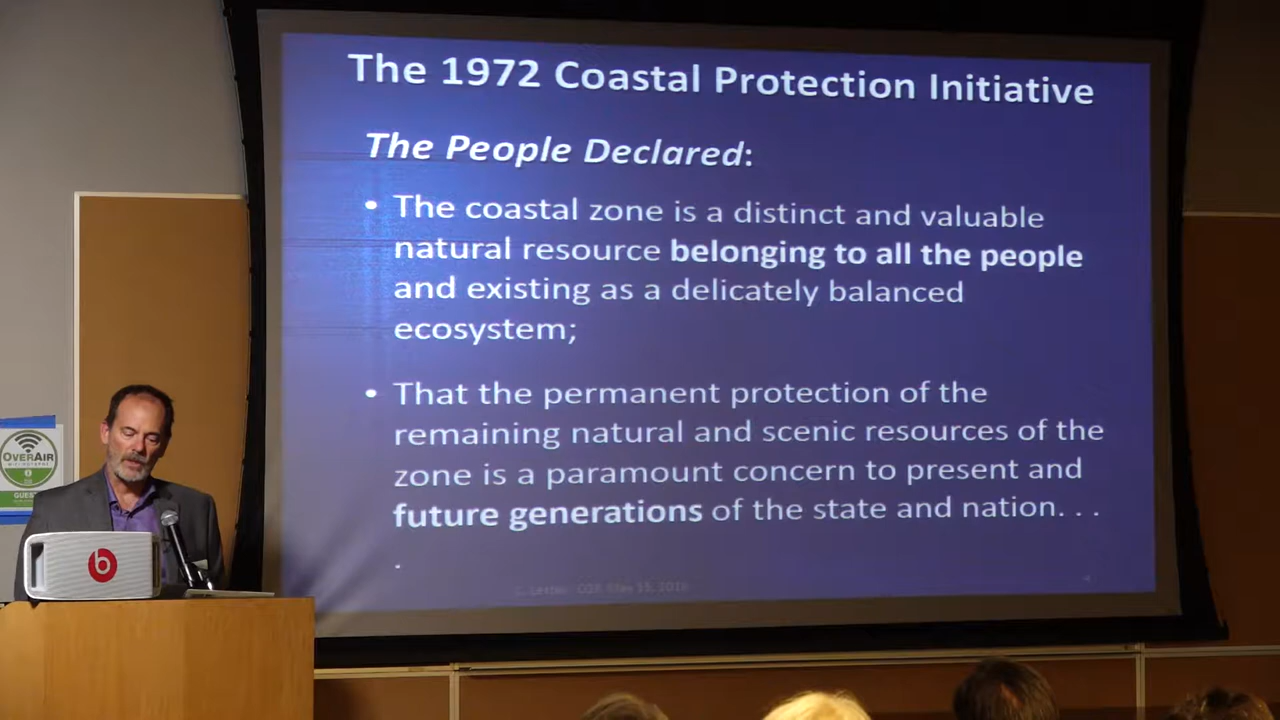 The 1972 Coastal Protection Initiative
The People Declared:
• The coastal zone is a distinct and valuable
natural resource belonging to all the people
and existing as a delicately balanced
ecosystem;
• That the permanent protection of the
remaining natural and scenic resources of the
zone is a paramount concern to present and
future generations of the state and nation. . .
.
OVERAIR
GUEST
b